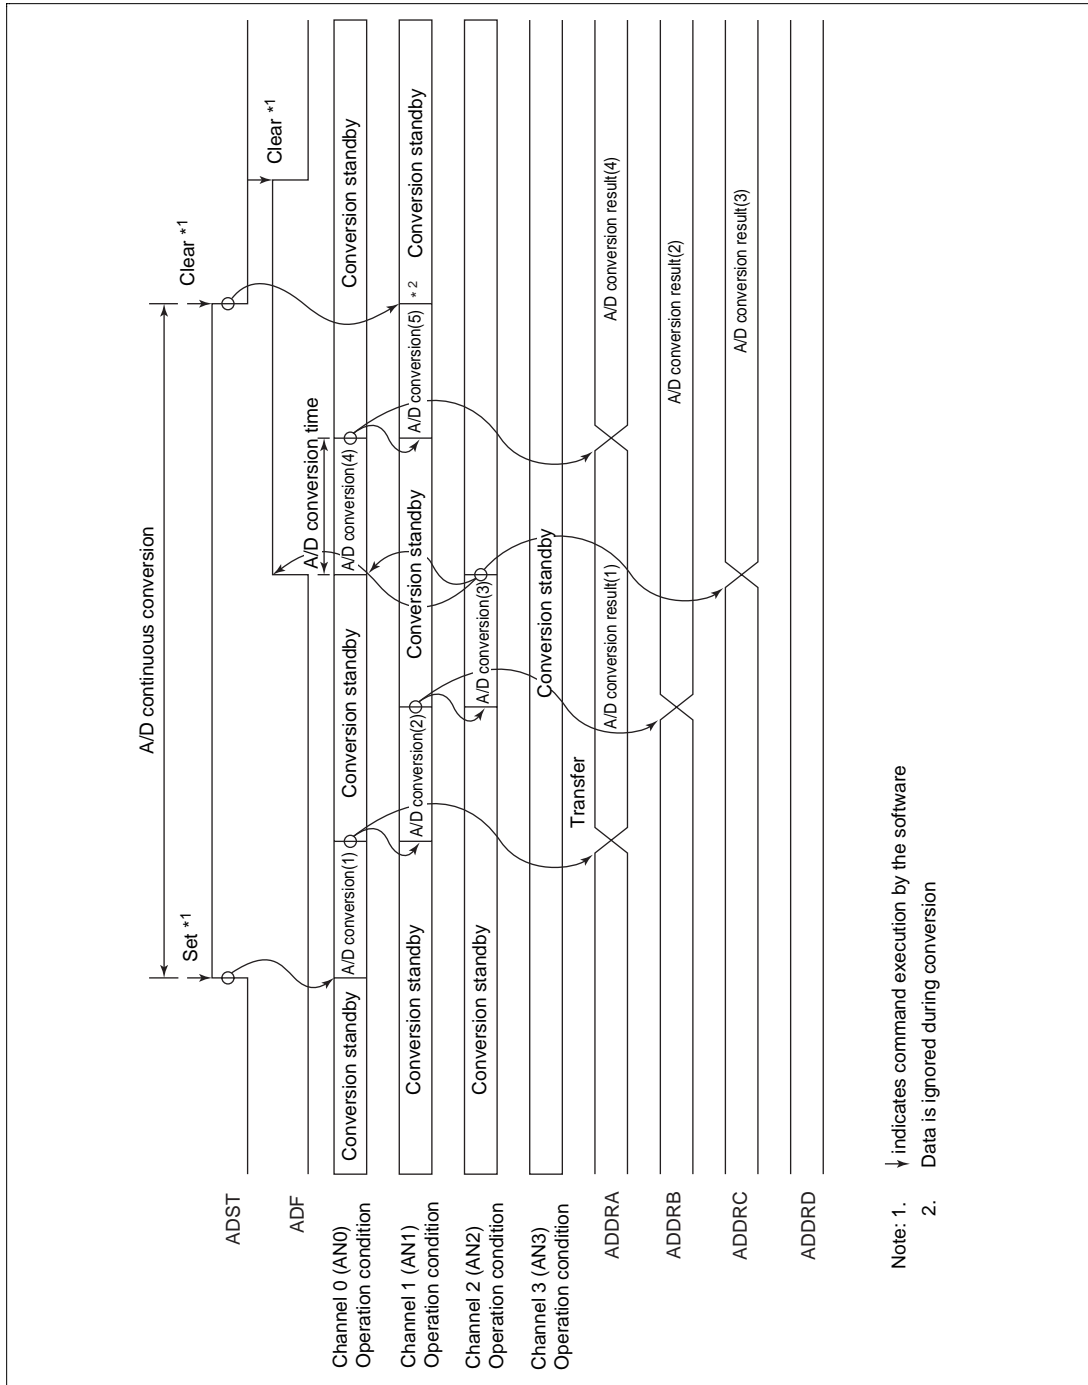 A/D continuous conversion
Set *1
Clear *1
Clear *1
ADST
ADF
A/D conversion time
Channel 0 (AN0)
Operation condition
Conversion standby
A/D conversion(1)
Conversion standby
A/D conversion(4)
Conversion standby
Channel 1 (AN1)
Operation condition
Conversion standby
A/D conversion(2)
Conversion standby
A/D conversion(5)
*2
Conversion standby
Channel 2 (AN2)
Operation condition
Conversion standby
A/D conversion(3)
Channel 3 (AN3)
Operation condition
Conversion standby
Transfer
ADDRA
A/D conversion result(1)
A/D conversion result(4)
ADDRB
A/D conversion result(2)
ADDRC
A/D conversion result(3)
ADDRD
Note: 1. ↓ indicates command execution by the software
2. Data is ignored during conversion